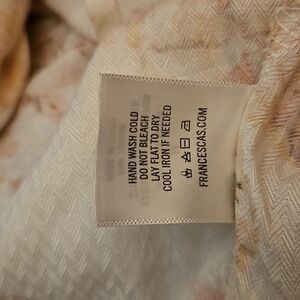 HAND WASH COLD
DO NOT BLEACH
LAY FLAT TO DRY
COOL IRON IF NEEDED
FRANCESCAS.COM